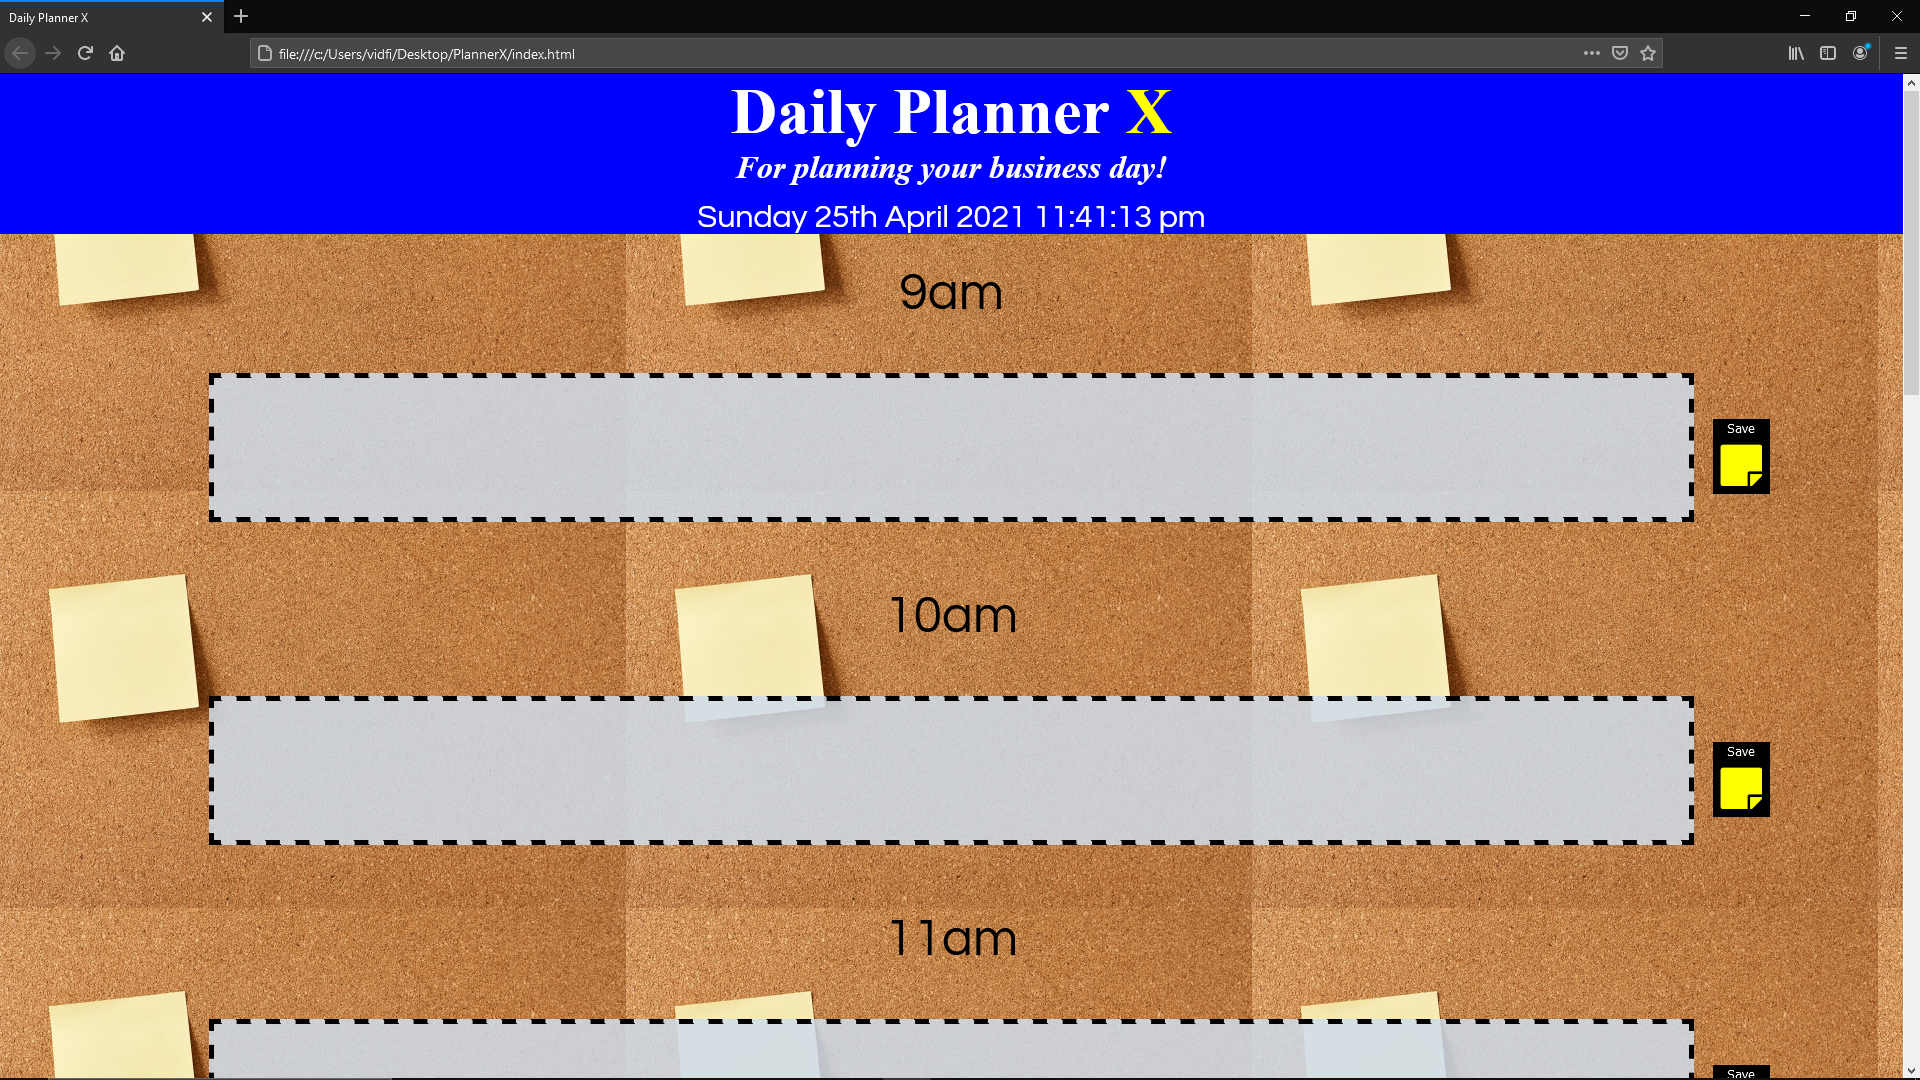 Daily Planner X
file:///c:/Users/vidfi/Desktop/PlannerX/index.html
Daily Planner X
For planning your business day!
Sunday 25th April 2021 11:41:13 pm
9am
Save
10am
Save
11am
Save